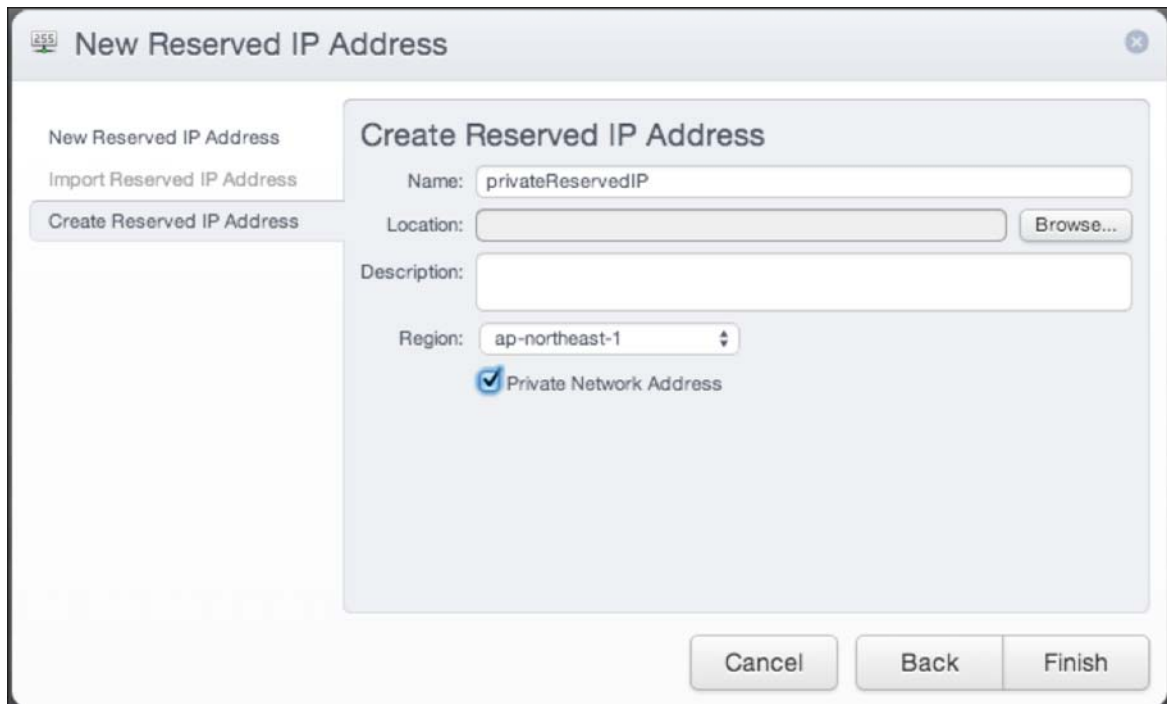 255
New Reserved IP Address
New Reserved IP Address
Import Reserved IP Address
Create Reserved IP Address
Create Reserved IP Address
Name: privateReservedIP
Location: Browse...
Description:
Region: ap-northeast-1
Private Network Address
Cancel Back Finish